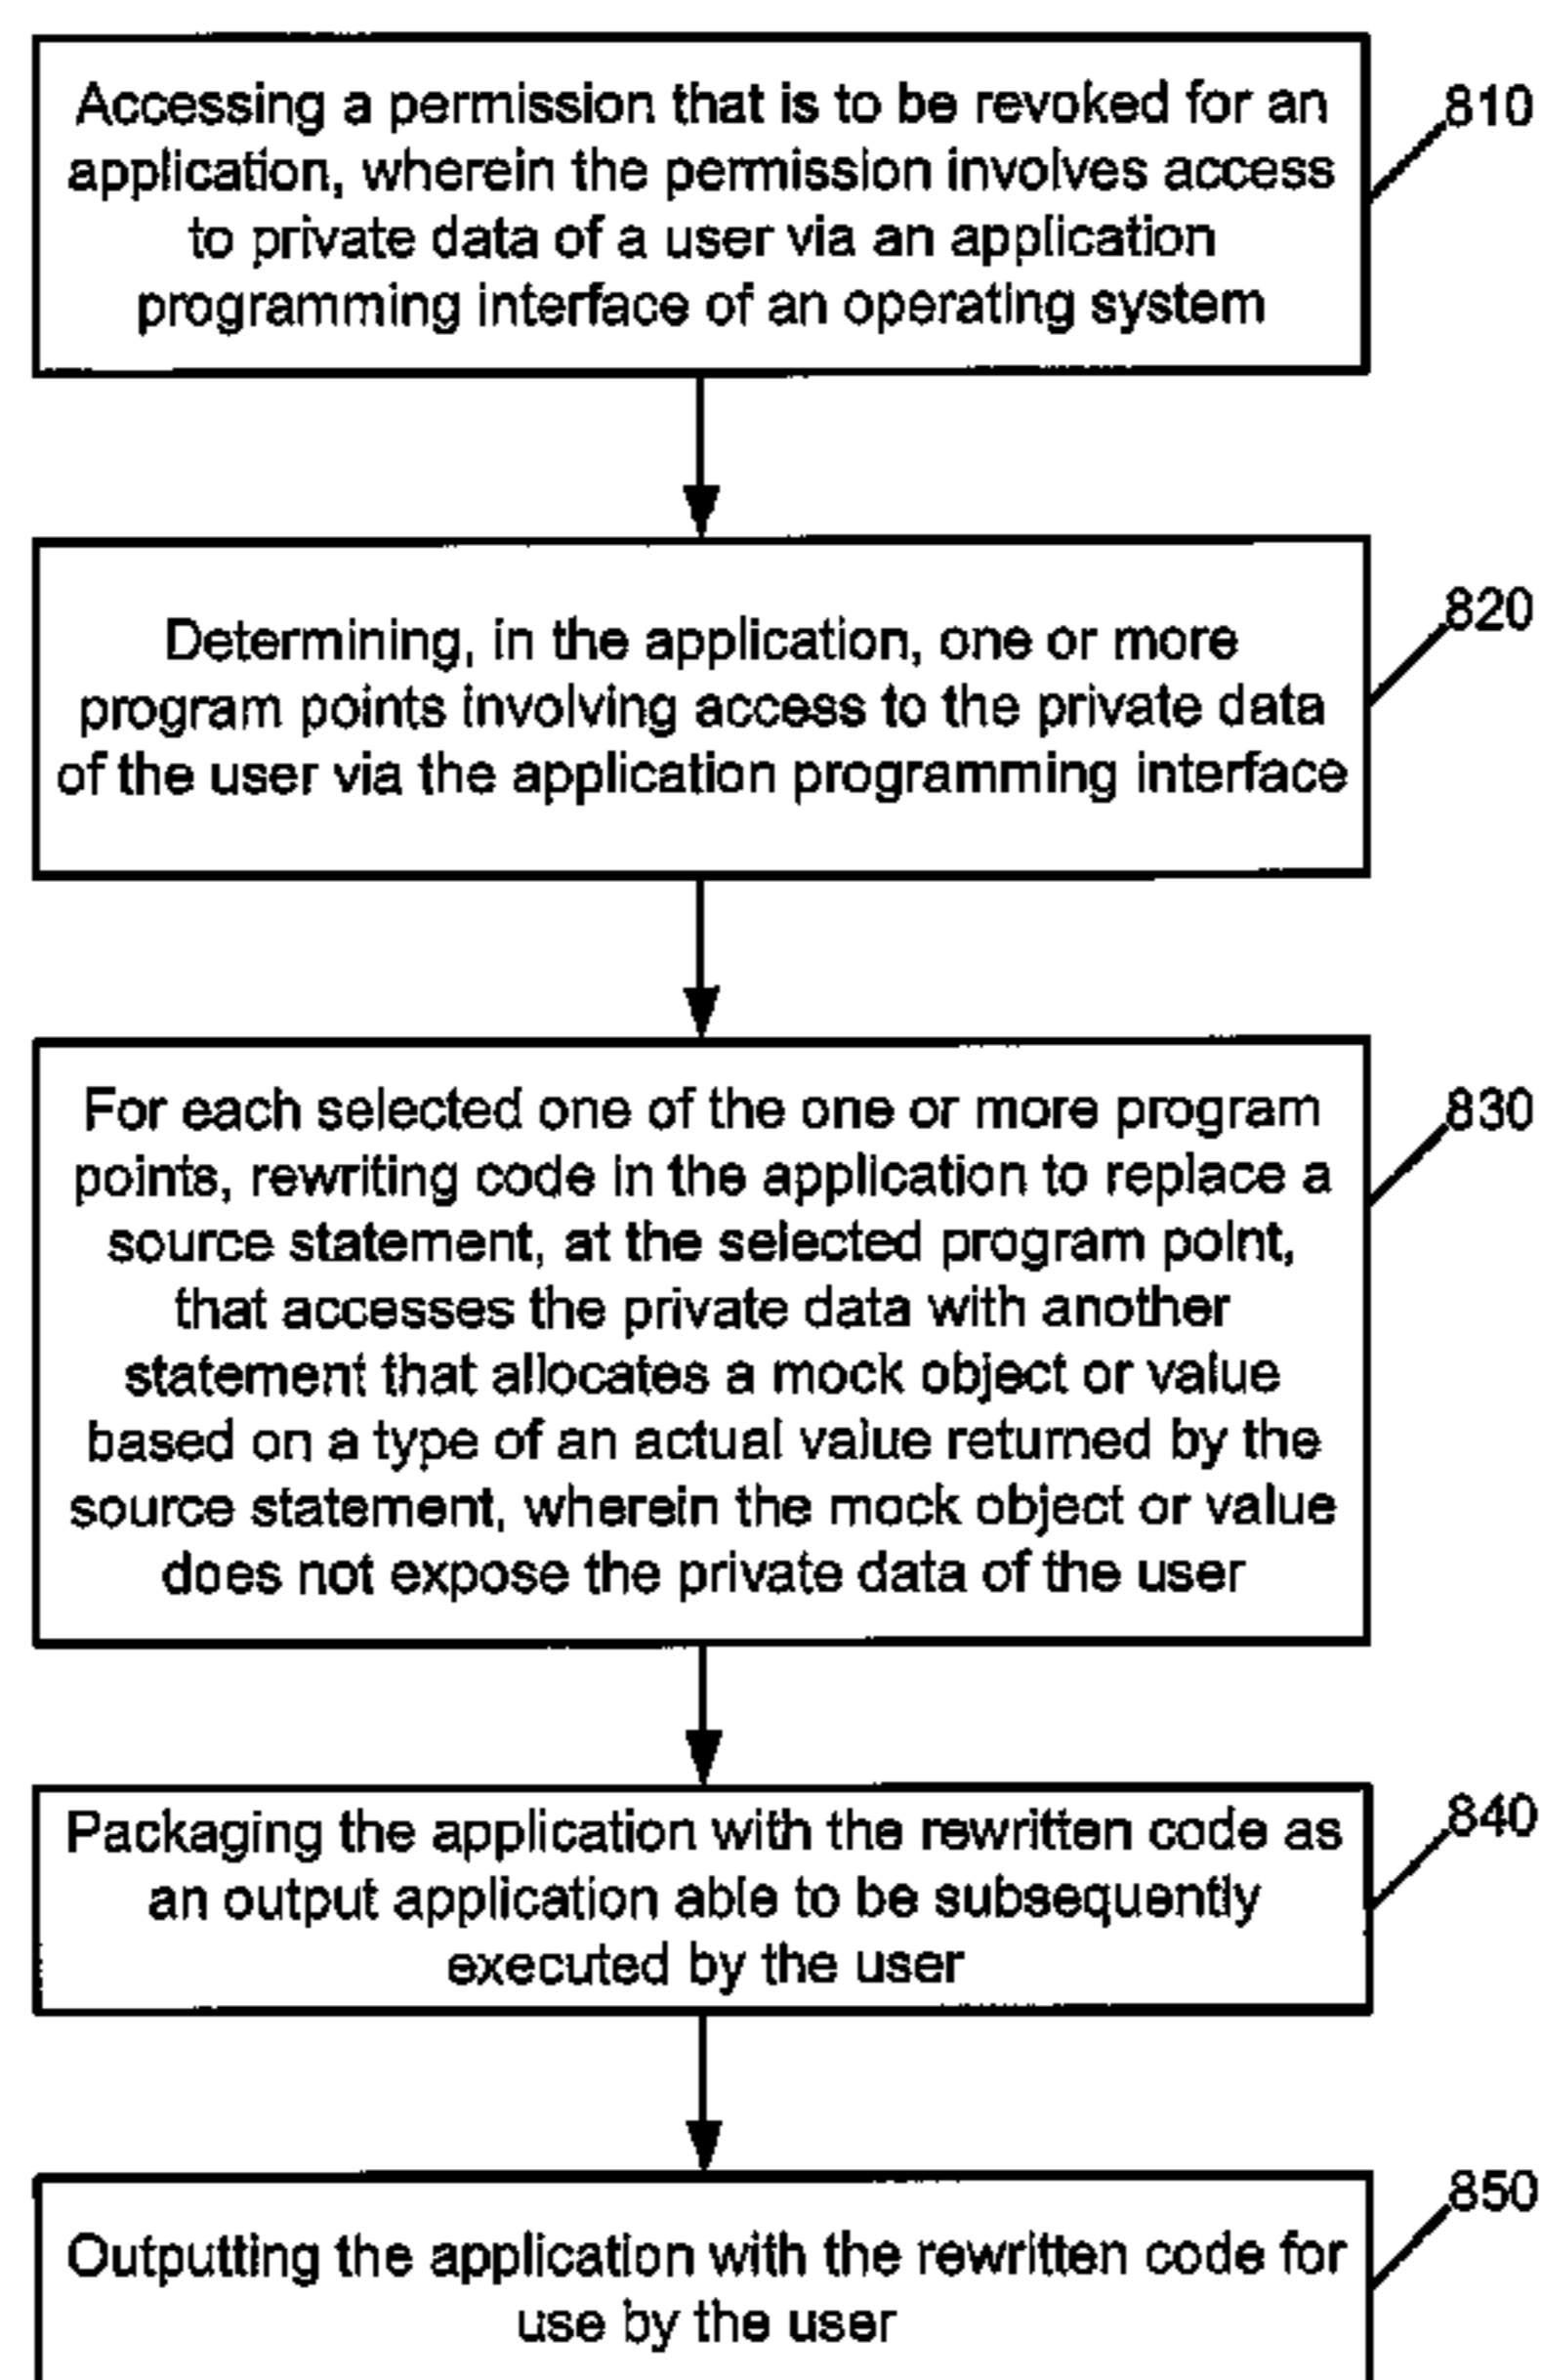 Accessing a permission that is to be revoked for an
application, wherein the permission involves access
to private data of a user via an application
programming interface of an operating system
810
Determining, in the application, one or more
program points involving access to the private data
of the user via the application programming interface
820
For each selected one of the one or more program
points, rewriting code in the application to replace a
source statement, at the selected program point,
that accesses the private data with another
statement that allocates a mock object or value
based on a type of an actual value returned by the
source statement, wherein the mock object or value
does not expose the private data of the user
830
Packaging the application with the rewritten code as
an output application able to be subsequently
executed by the user
840
Outputting the application with the rewritten code for
use by the user
850